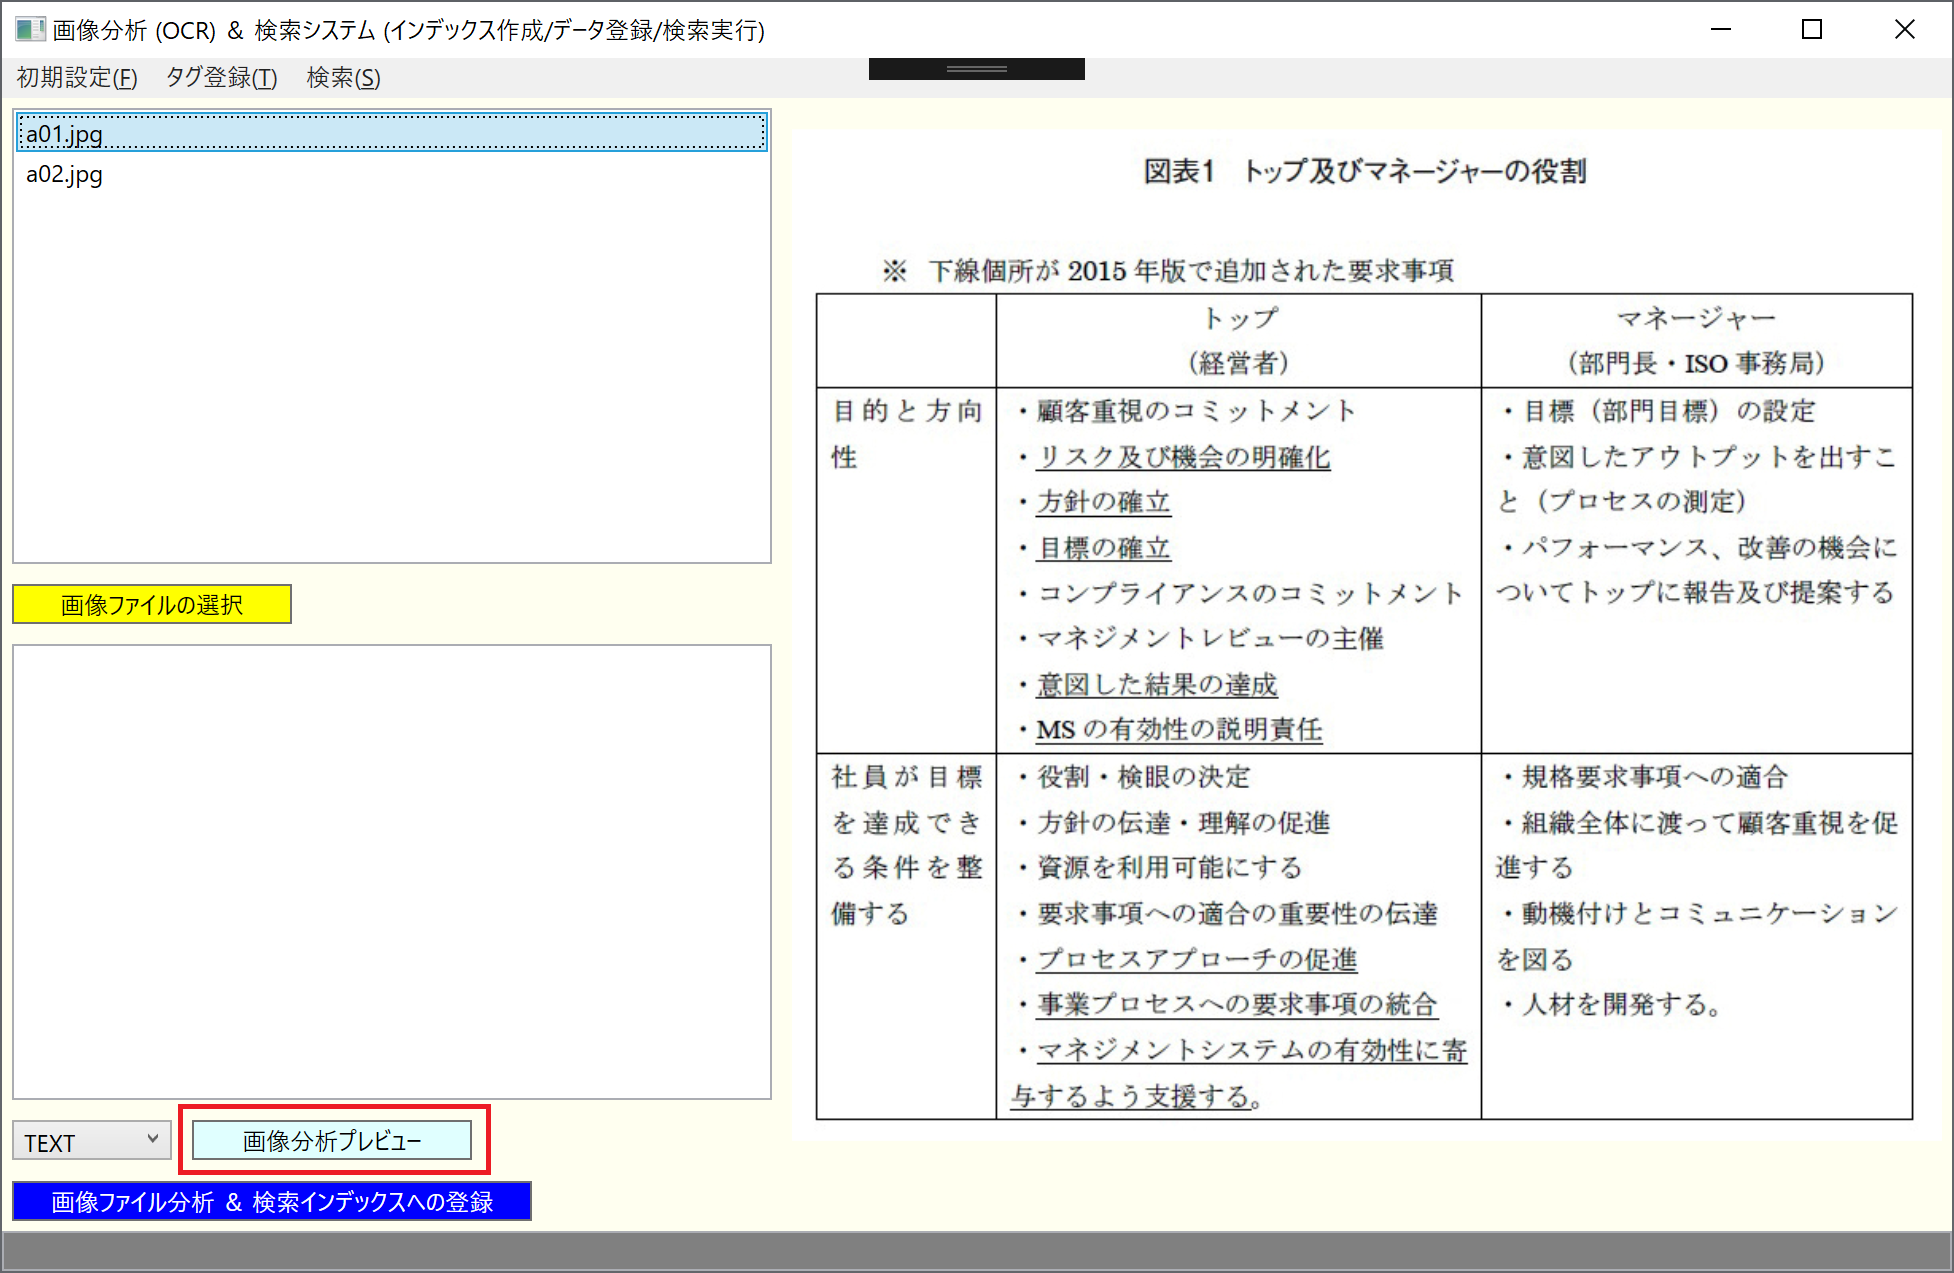 画像分析 (OCR) ＆ 検索システム (インデックス作成/データ登録/検索実行)
初期設定(F) タグ登録(T) 検索(S)
a01.jpg
a02.jpg
画像ファイルの選択
TEXT
画像分析プレビュー
画像ファイル分析 ＆ 検索インデックスへの登録
図表1　トップ及びマネージャーの役割
※ 下線個所が 2015 年版で追加された要求事項
トップ
（経営者）
マネージャー
（部門長・ISO 事務局）
目的と方向
性
・顧客重視のコミットメント
・リスク及び機会の明確化
・方針の確立
・目標の確立
・コンプライアンスのコミットメント
・マネジメントレビューの主催
・意図した結果の達成
・MS の有効性の説明責任
・目標（部門目標）の設定
・意図したアウトプットを出すこ
と（プロセスの測定）
・パフォーマンス、改善の機会に
ついてトップに報告及び提案する
社員が目標
を達成でき
る条件を整
備する
・役割・検眼の決定
・方針の伝達・理解の促進
・資源を利用可能にする
・要求事項への適合の重要性の伝達
・プロセスアプローチの促進
・事業プロセスへの要求事項の統合
・マネジメントシステムの有効性に寄
与するよう支援する。
・規格要求事項への適合
・組織全体に渡って顧客重視を促
進する
・動機付けとコミュニケーション
を図る
・人材を開発する。